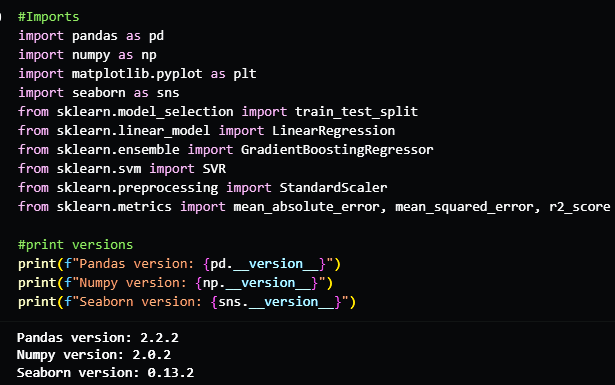 #Imports
import pandas as pd
import numpy as np
import matplotlib.pyplot as plt
import seaborn as sns
from sklearn.model_selection import train_test_split
from sklearn.linear_model import LinearRegression
from sklearn.ensemble import GradientBoostingRegressor
from sklearn.svm import SVR
from sklearn.preprocessing import StandardScaler
from sklearn.metrics import mean_absolute_error, mean_squared_error, r2_score
#print versions
print(f"Pandas version: {pd.__version__}")
print(f"Numpy version: {np.__version__}")
print(f"Seaborn version: {sns.__version__}")
Pandas version: 2.2.2
Numpy version: 2.0.2
Seaborn version: 0.13.2